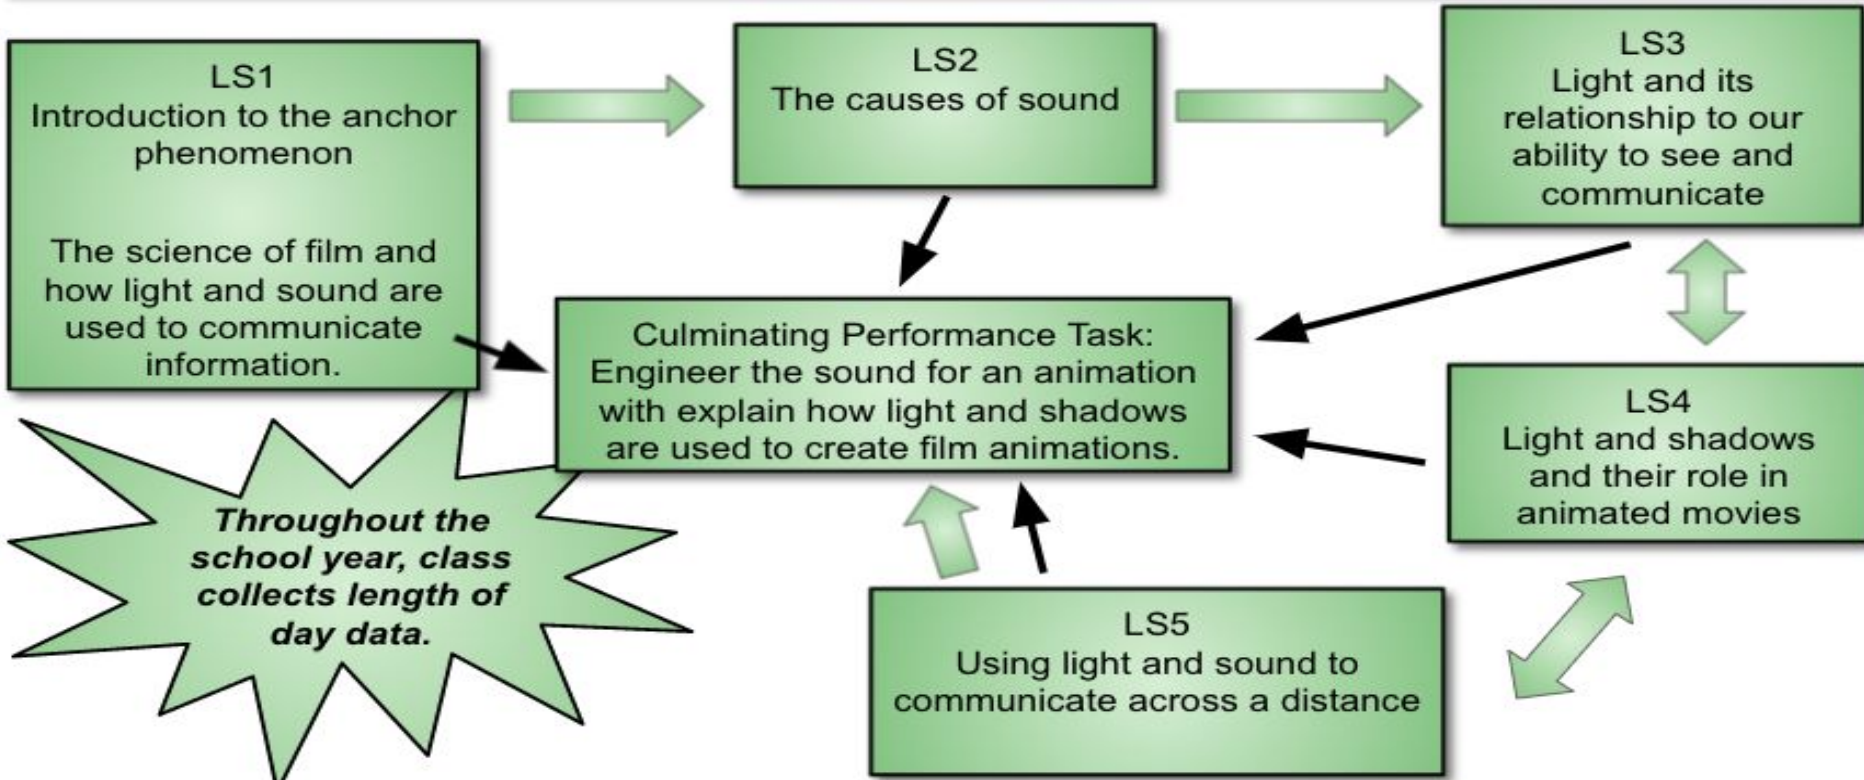 LS1
Introduction to the anchor
phenomenon
The science of film and
how light and sound are
used to communicate
information.
LS2
The causes of sound
LS3
Light and its
relationship to our
ability to see and
communicate
Culminating Performance Task:
Engineer the sound for an animation
with explain how light and shadows
are used to create film animations.
LS4
Light and shadows
and their role in
animated movies
Throughout the
school year, class
collects length of
day data.
LS5
Using light and sound to
communicate across a distance